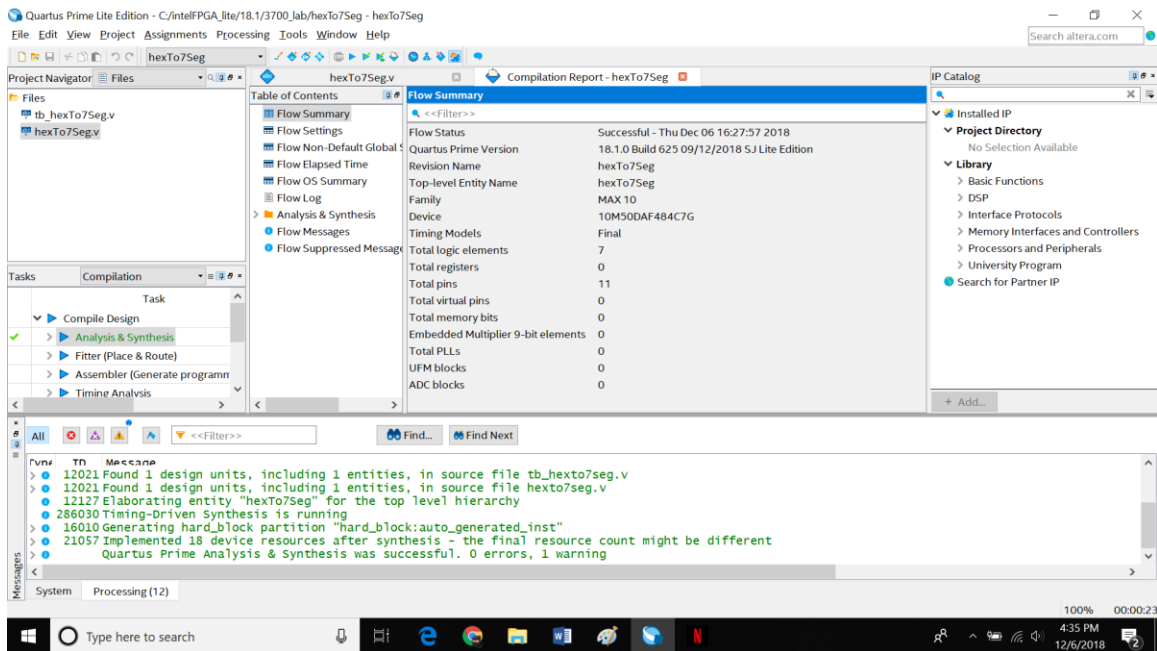 Quartus Prime Lite Edition - C:/intelFPGA_lite/18.1/3700_lab/hexTo7Seg - hexTo7Seg
File Edit View Project Assignments Processing Tools Window Help
Search altera.com
hexTo7Seg
Project Navigator Files
Files
tb_hexTo7Seg.v
hexTo7Seg.v
Tasks Compilation
Task
Compile Design
Analysis & Synthesis
Fitter (Place & Route)
Assembler (Generate programm
Timing Analysis
hexTo7Seg.v
Compilation Report - hexTo7Seg
Table of Contents
Flow Summary
Flow Settings
Flow Non-Default Global S
Flow Elapsed Time
Flow OS Summary
Flow Log
Analysis & Synthesis
Flow Messages
Flow Suppressed Message
Flow Summary
<<Filter>>
Flow Status Successful - Thu Dec 06 16:27:57 2018
Quartus Prime Version 18.1.0 Build 625 09/12/2018 SJ Lite Edition
Revision Name hexTo7Seg
Top-level Entity Name hexTo7Seg
Family MAX 10
Device 10M50DAF484C7G
Timing Models Final
Total logic elements 7
Total registers 0
Total pins 11
Total virtual pins 0
Total memory bits 0
Embedded Multiplier 9-bit elements 0
Total PLLs 0
UFM blocks 0
ADC blocks 0
IP Catalog
Installed IP
Project Directory
No Selection Available
Library
Basic Functions
DSP
Interface Protocols
Memory Interfaces and Controllers
Processors and Peripherals
University Program
Search for Partner IP
+ Add...
All <<Filter>> Find... Find Next
Type ID Message
12021 Found 1 design units, including 1 entities, in source file tb_hexto7seg.v
12021 Found 1 design units, including 1 entities, in source file hexto7seg.v
12127 Elaborating entity "hexTo7Seg" for the top level hierarchy
286030 Timing-Driven Synthesis is running
16010 Generating hard_block partition "hard_block:auto_generated_inst"
21057 Implemented 18 device resources after synthesis - the final resource count might be different
Quartus Prime Analysis & Synthesis was successful. 0 errors, 1 warning
Messages
System Processing (12)
100% 00:00:23
Type here to search
4:35 PM
12/6/2018
2